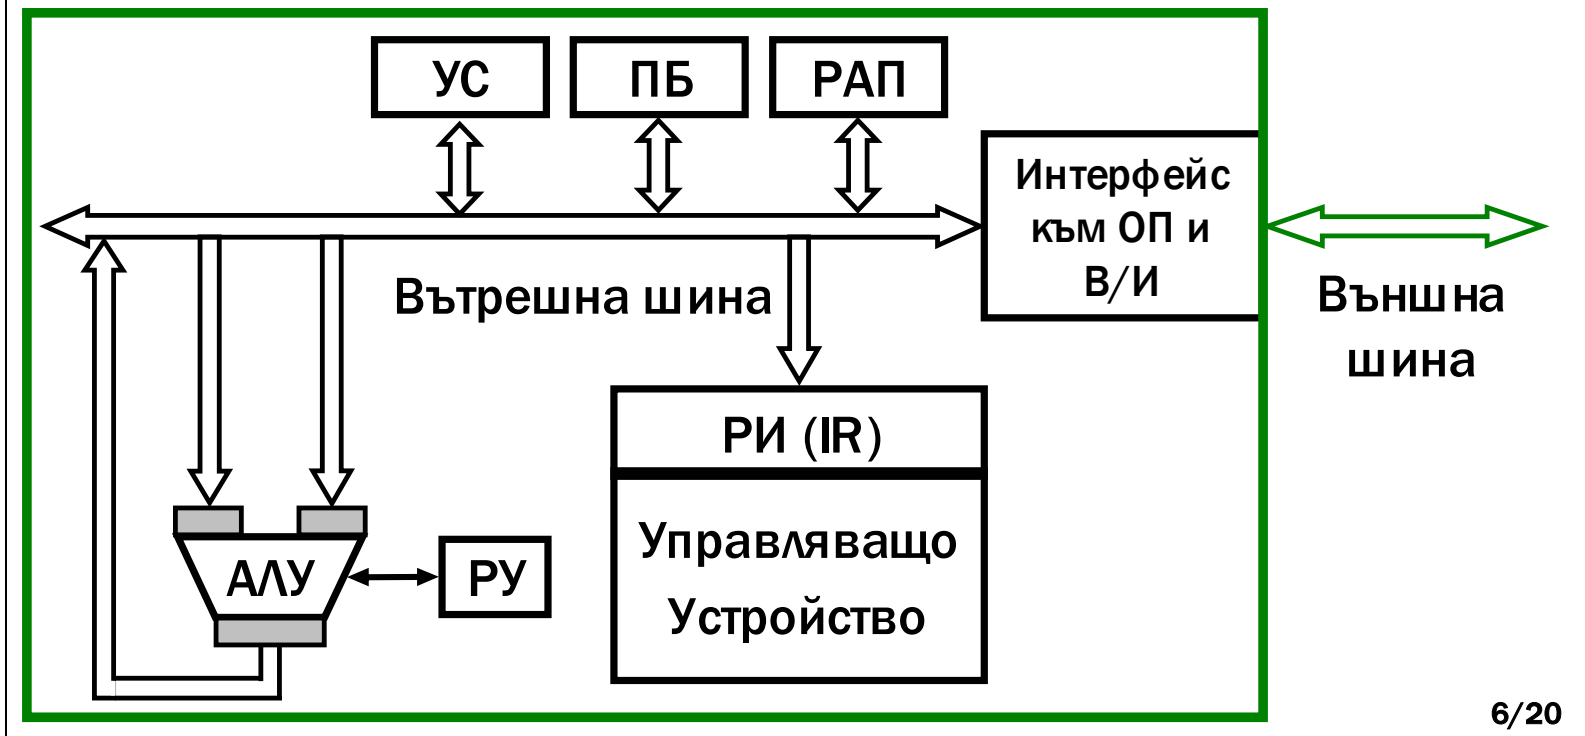 УС
ПБ
РАП
Интерфейс
към ОП и
В/И
Вътрешна шина
Външна
шина
РИ (IR)
Управляващо
Устройство
АЛУ
РУ
6/20